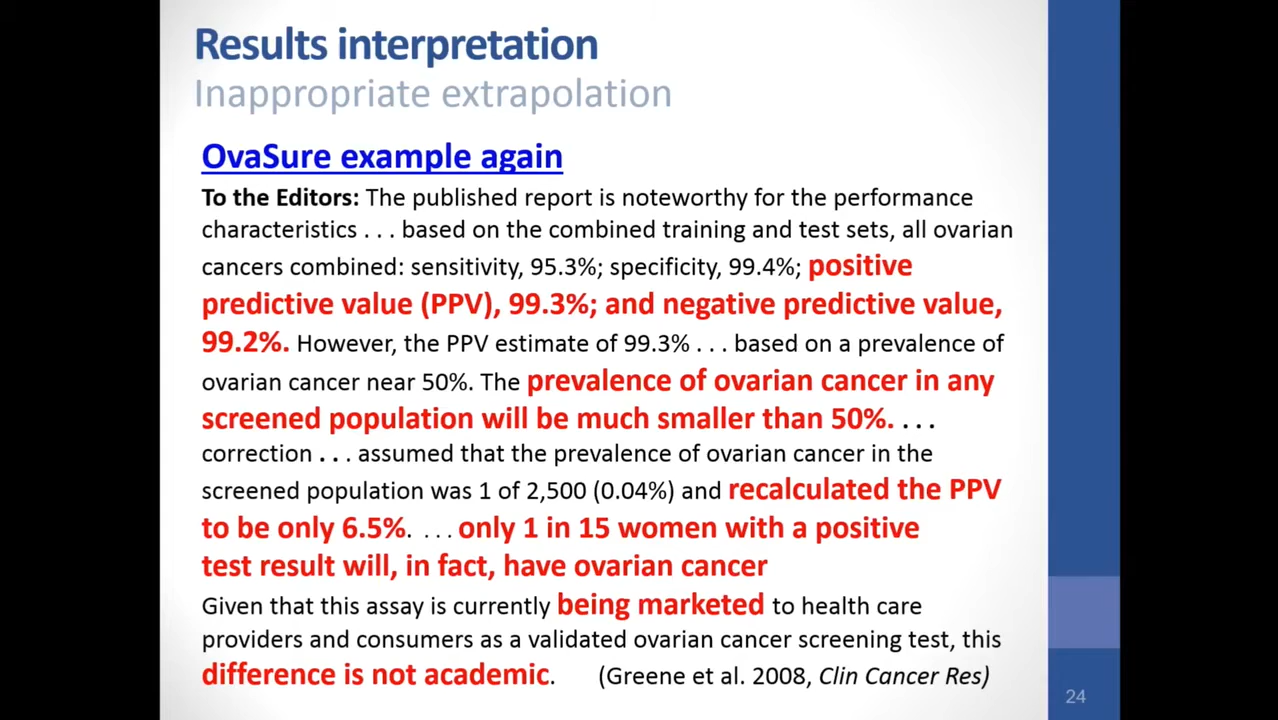 Results interpretation
Inappropriate extrapolation
OvaSure example again
To the Editors: The published report is noteworthy for the performance
characteristics . . . based on the combined training and test sets, all ovarian
cancers combined: sensitivity, 95.3%; specificity, 99.4%; positive
predictive value (PPV), 99.3%; and negative predictive value,
99.2%. However, the PPV estimate of 99.3% . . . based on a prevalence of
ovarian cancer near 50%. The prevalence of ovarian cancer in any
screened population will be much smaller than 50%. . . .
correction . . . assumed that the prevalence of ovarian cancer in the
screened population was 1 of 2,500 (0.04%) and recalculated the PPV
to be only 6.5%. . . . only 1 in 15 women with a positive
test result will, in fact, have ovarian cancer
Given that this assay is currently being marketed to health care
providers and consumers as a validated ovarian cancer screening test, this
difference is not academic. (Greene et al. 2008, Clin Cancer Res)
24